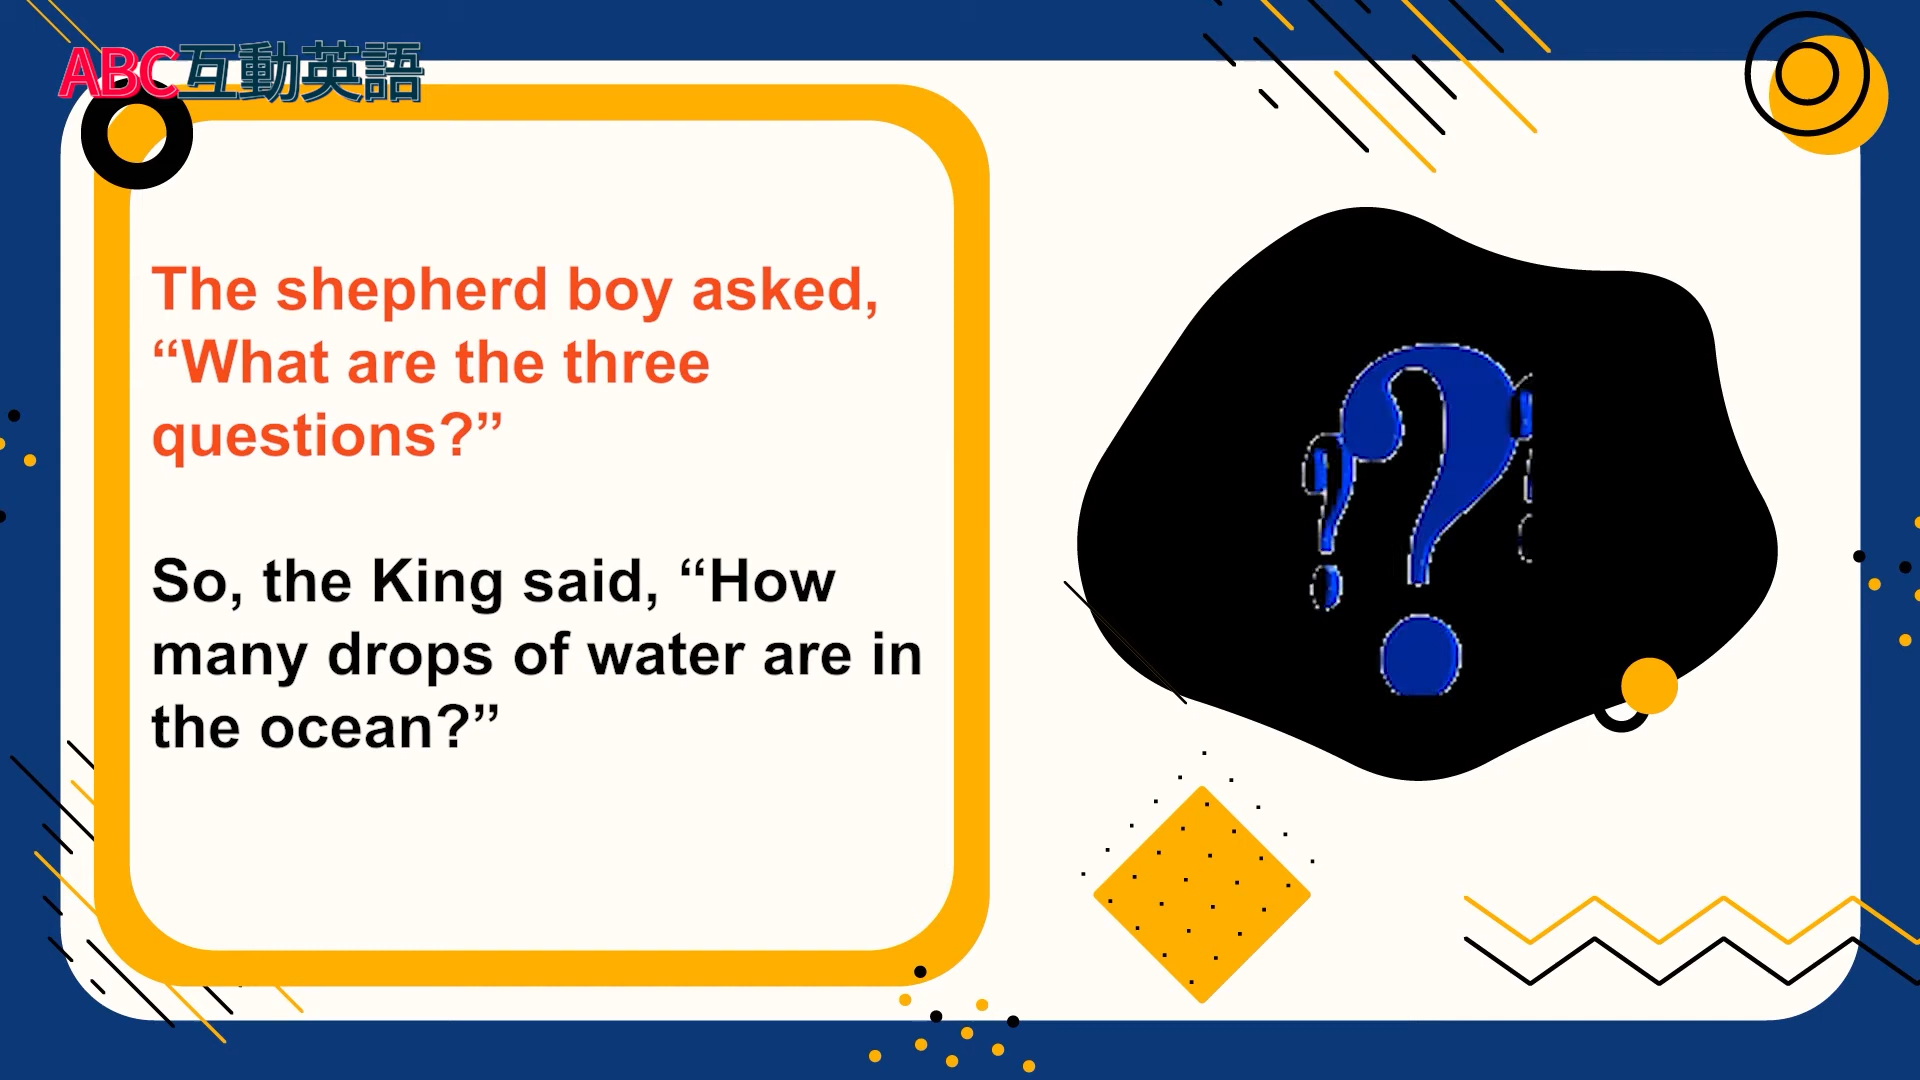 ABC互動英語
The shepherd boy asked,
“What are the three
questions?”
So, the King said, “How
many drops of water are in
the ocean?”